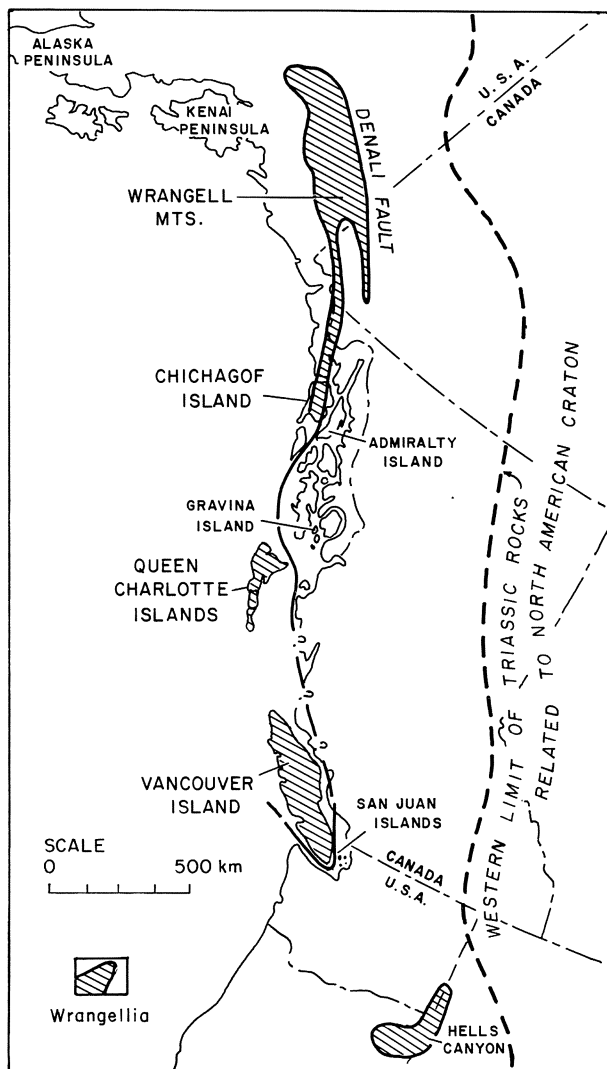 ALASKA
PENINSULA
KENAI
PENINSULA
U.S.A.
CANADA
DENALI FAULT
WRANGELL
MTS.
CHICHAGOF
ISLAND
ADMIRALTY
ISLAND
GRAVINA
ISLAND
QUEEN
CHARLOTTE
ISLANDS
WESTERN LIMIT OF TRIASSIC ROCKS
RELATED TO NORTH AMERICAN CRATON
VANCOUVER
ISLAND
SAN JUAN
ISLANDS
SCALE
0 500 km
CANADA
U.S.A.
Wrangellia
HELLS
CANYON